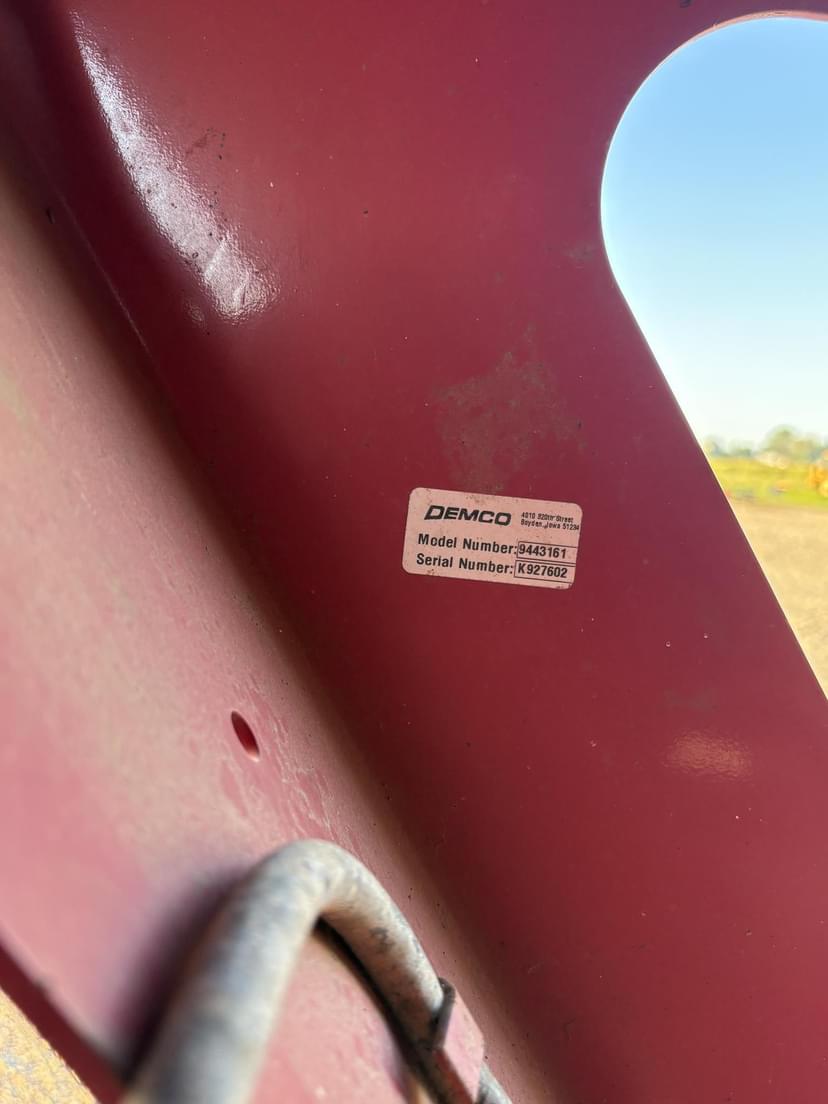 DEMCO
4010 320th Street
Boyden, Iowa 51234
Model Number: 9443161
Serial Number: K927602